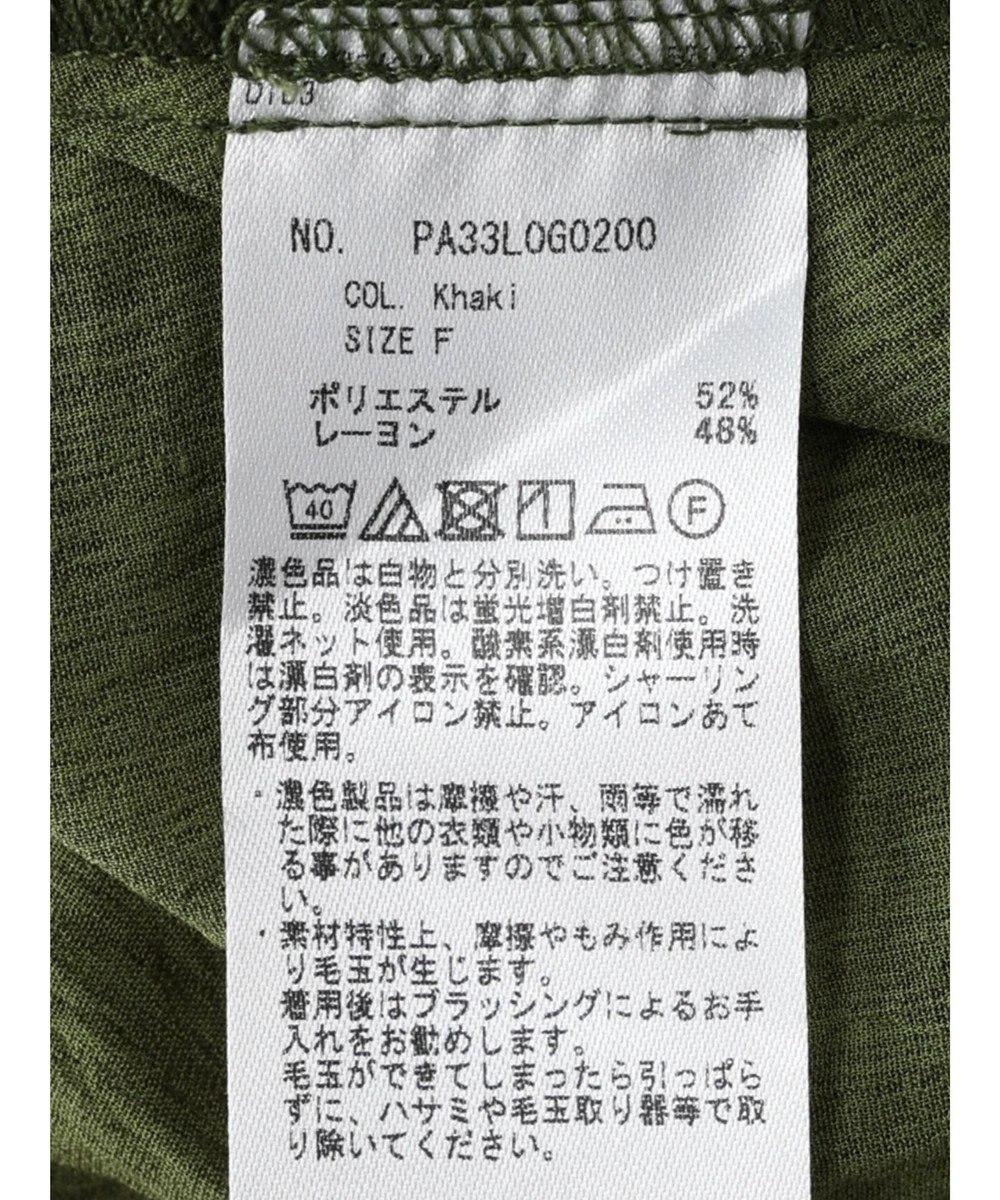 D1D3
NO. PA33LOG0200
COL. Khaki
SIZE F
ポリエステル 52%
レーヨン 48%
40 F
濃色品は白物と分別洗い。つけ置き
禁止。淡色品は蛍光増白剤禁止。洗
濯ネット使用。酸素系漂白剤使用時
は漂白剤の表示を確認。シャーリン
グ部分アイロン禁止。アイロンあて
布使用。
・濃色製品は摩擦や汗、雨等で濡れ
た際に他の衣類や小物類に色が移
る事がありますのでご注意くださ
い。
・素材特性上、摩擦やもみ作用によ
り毛玉が生じます。
着用後はブラッシングによるお手
入れをお勧めします。
毛玉ができてしまったら引っぱら
ずに、ハサミや毛玉取り器等で取
り除いてください。